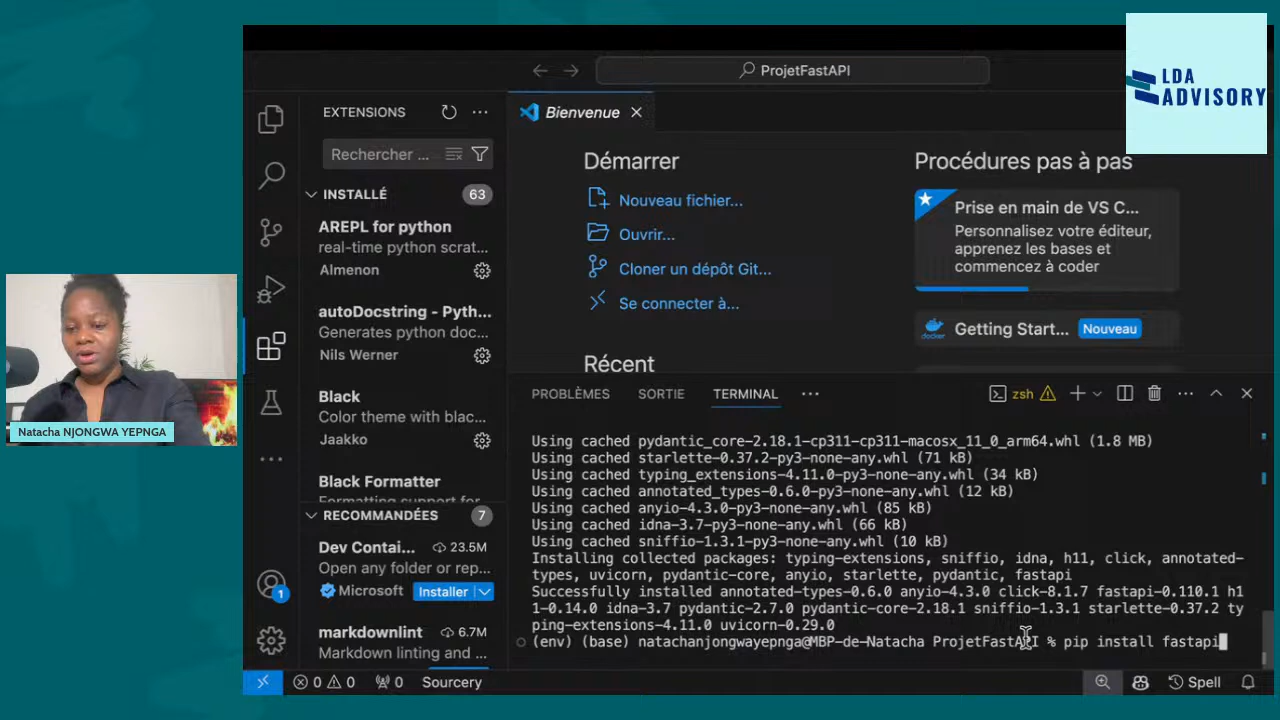 ProjetFastAPI
LDA
ADVISORY
EXTENSIONS
Bienvenue
Rechercher ...
Démarrer
Procédures pas à pas
INSTALLÉ
63
Nouveau fichier...
Prise en main de VS C...
AREPL for python
Ouvrir...
Personnalisez votre éditeur,
real-time python scrat...
apprenez les bases et
Almenon
Cloner un dépôt Git...
commencez à coder
autoDocstring - Pyth...
Se connecter à...
Generates python doc...
Getting Start...
Nouveau
Nils Werner
Récent
Black
PROBLÈMES
SORTIE
TERMINAL
zsh
Color theme with blac...
Jaakko
Natacha NJONGWA YEPNGA
Using cached pydantic_core-2.18.1-cp311-cp311-macosx_11_0_arm64.whl (1.8 MB)
Using cached starlette-0.37.2-py3-none-any.whl (71 kB)
Using cached typing_extensions-4.11.0-py3-none-any.whl (34 kB)
Using cached annotated_types-0.6.0-py3-none-any.whl (12 kB)
Using cached anyio-4.3.0-py3-none-any.whl (85 kB)
Using cached idna-3.7-py3-none-any.whl (66 kB)
Using cached sniffio-1.3.1-py3-none-any.whl (10 kB)
Installing collected packages: typing-extensions, sniffio, idna, h11, click, annotated-
types, uvicorn, pydantic-core, anyio, starlette, pydantic, fastapi
Successfully installed annotated-types-0.6.0 anyio-4.3.0 click-8.1.7 fastapi-0.110.1 h1
1-0.14.0 idna-3.7 pydantic-2.7.0 pydantic-core-2.18.1 sniffio-1.3.1 starlette-0.37.2 ty
ping-extensions-4.11.0 uvicorn-0.29.0
(env) (base) natachanjongwayepnga@MBP-de-Natacha ProjetFastAPI % pip install fastapi
Black Formatter
Formatting support for
RECOMMANDÉES
7
Dev Contai...
23.5M
Open any folder or rep...
Microsoft
Installer
1
markdownlint
6.7M
Markdown linting and ...
0
0
0
Sourcery
Spell